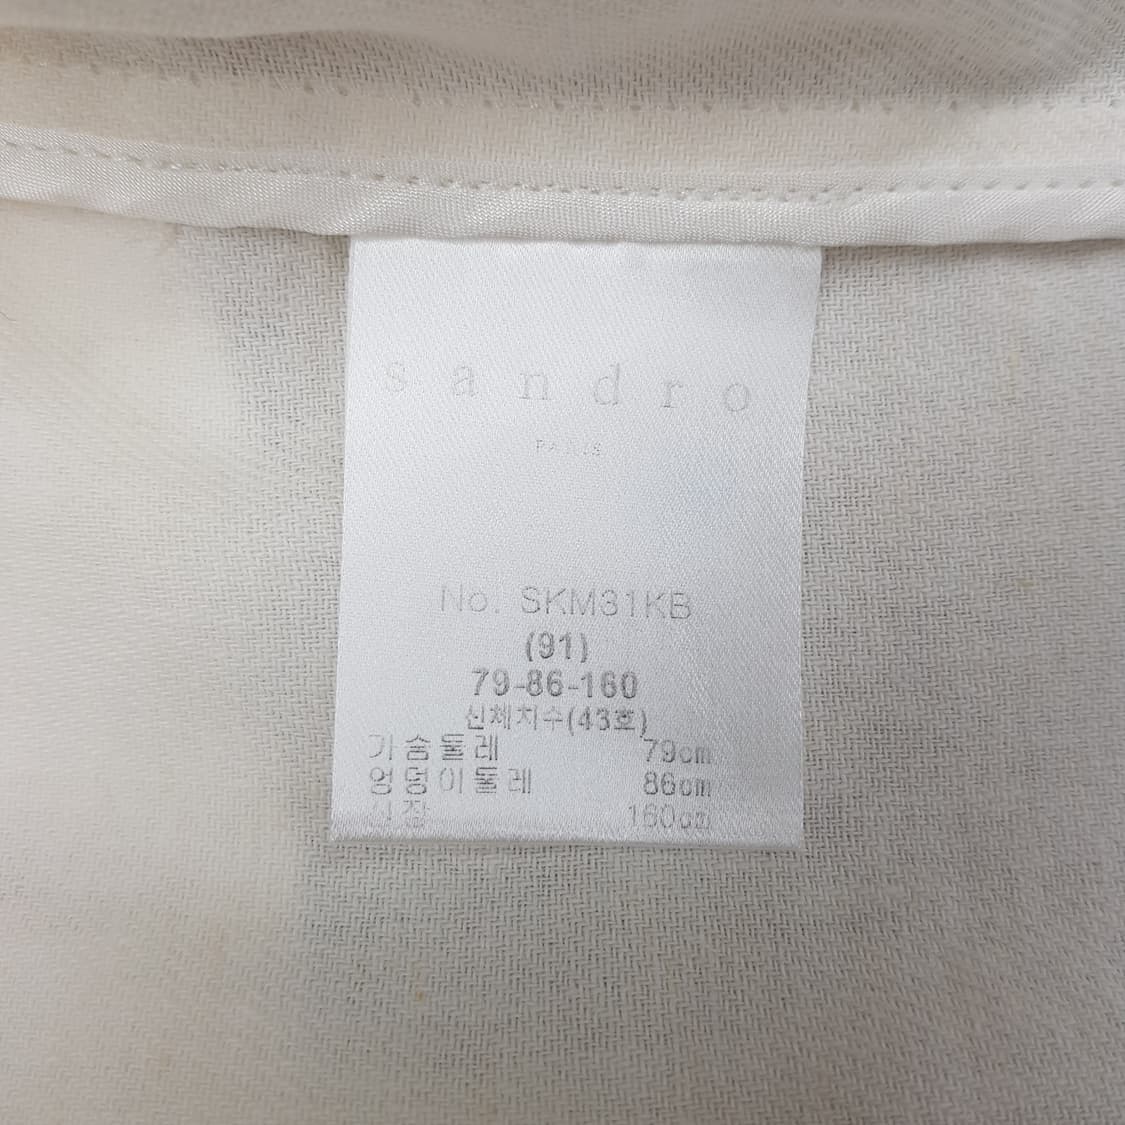 sandro
PARIS
No. SKM31KB
(91)
79-86-160
신체치수(43호)
가슴둘레 79cm
엉덩이둘레 86cm
신장 160cm